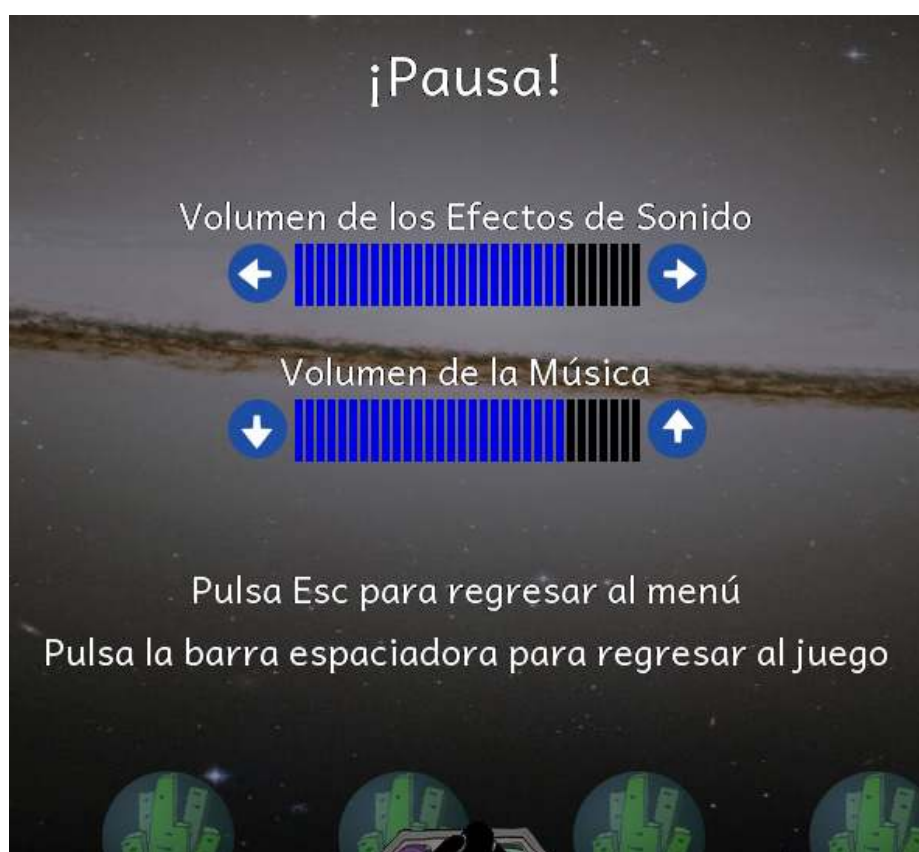 ¡Pausa!
Volumen de los Efectos de Sonido
Volumen de la Música
Pulsa Esc para regresar al menú
Pulsa la barra espaciadora para regresar al juego